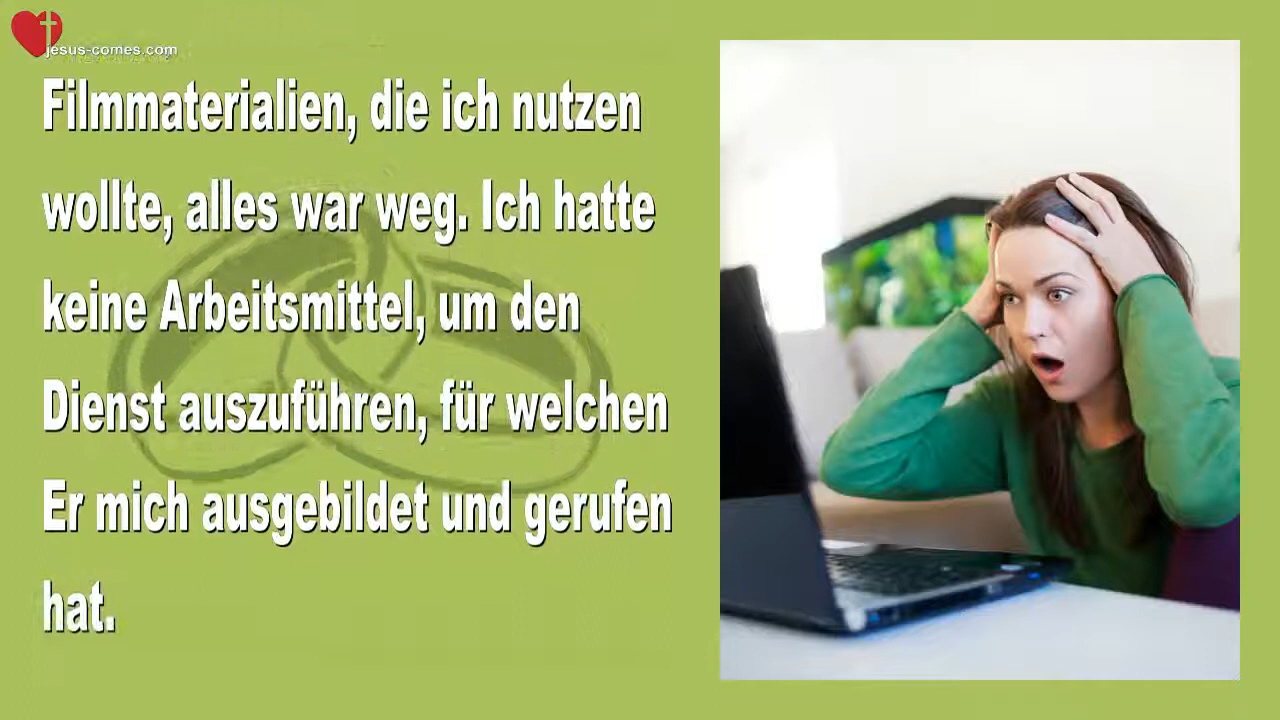 jesus-comes.com
Filmmaterialien, die ich nutzen
wollte, alles war weg. Ich hatte
keine Arbeitsmittel, um den
Dienst auszuführen, für welchen
Er mich ausgebildet und gerufen
hat.